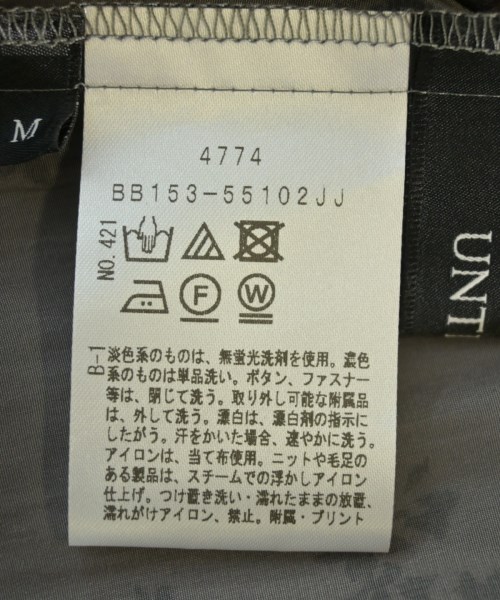 M
4774
BB153-55102JJ
NO.421
F
W
B-1
淡色系のものは、無蛍光洗剤を使用。濃色
系のものは単品洗い。ボタン、ファスナー
等は、閉じて洗う。取り外し可能な附属品
は、外して洗う。漂白は、漂白剤の指示に
したがう。汗をかいた場合、速やかに洗う。
アイロンは、当て布使用。ニットや毛足の
ある製品は、スチームでの浮かしアイロン
仕上げ。つけ置き洗い・濡れたままの放置、
濡れがけアイロン、禁止。附属・プリント
UNT